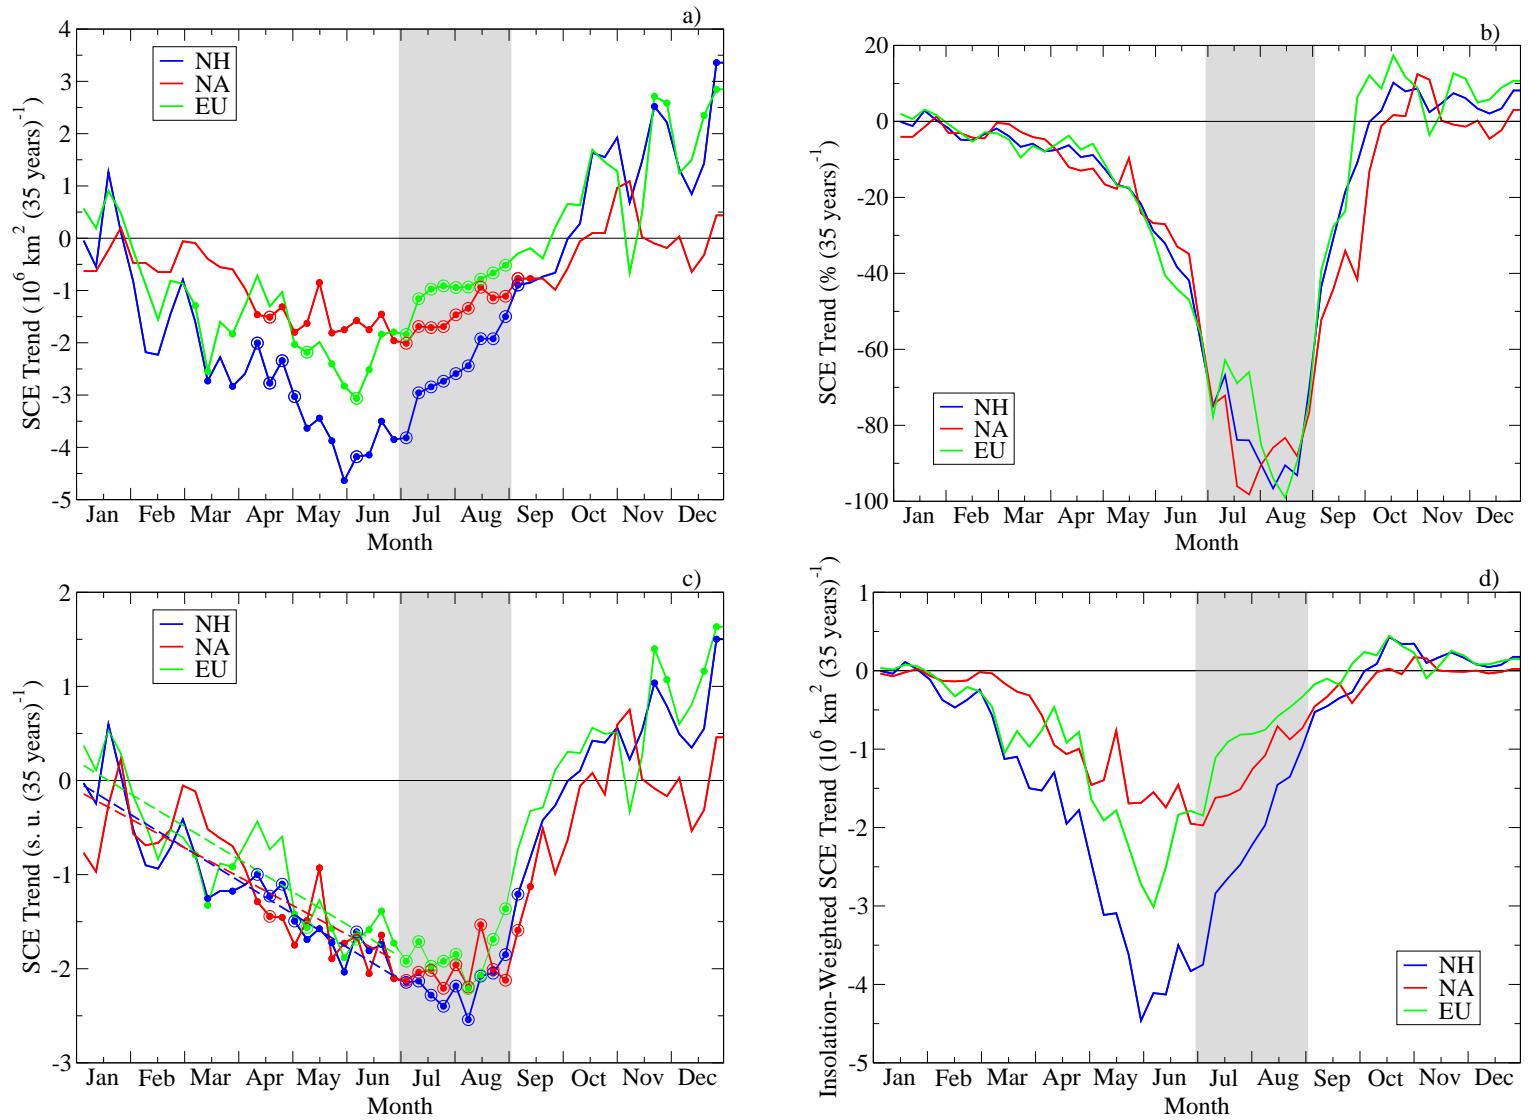 a)
4
3
2
1
0
-1
-2
-3
-4
-5
SCE Trend (10^6 km^2 (35 years)^-1)
NH
NA
EU
Jan Feb Mar Apr May Jun Jul Aug Sep Oct Nov Dec
Month
b)
20
0
-20
-40
-60
-80
-100
SCE Trend (% (35 years)^-1)
NH
NA
EU
Jan Feb Mar Apr May Jun Jul Aug Sep Oct Nov Dec
Month
c)
2
1
0
-1
-2
-3
SCE Trend (s. u. (35 years)^-1)
NH
NA
EU
Jan Feb Mar Apr May Jun Jul Aug Sep Oct Nov Dec
Month
d)
1
0
-1
-2
-3
-4
-5
Insolation-Weighted SCE Trend (10^6 km^2 (35 years)^-1)
NH
NA
EU
Jan Feb Mar Apr May Jun Jul Aug Sep Oct Nov Dec
Month